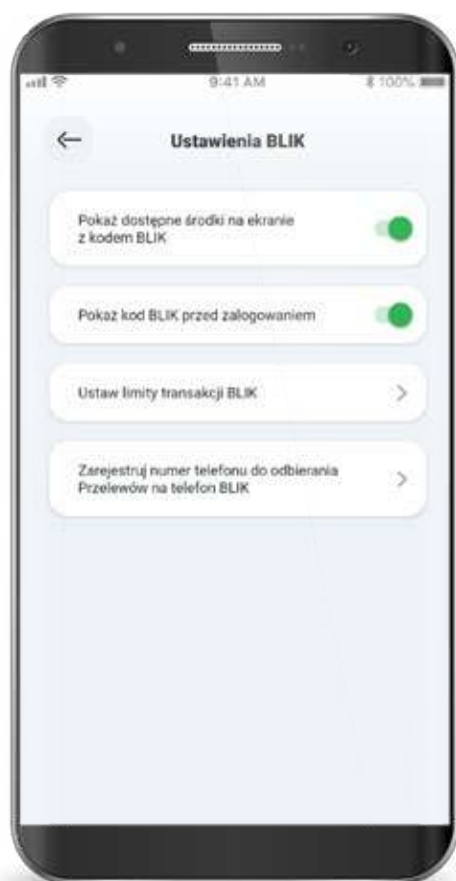 9:41 AM
100%
Ustawienia BLIK
Pokaż dostępne środki na ekranie
z kodem BLIK
Pokaż kod BLIK przed zalogowaniem
Ustaw limity transakcji BLIK
Zarejestruj numer telefonu do odbierania
Przelewów na telefon BLIK